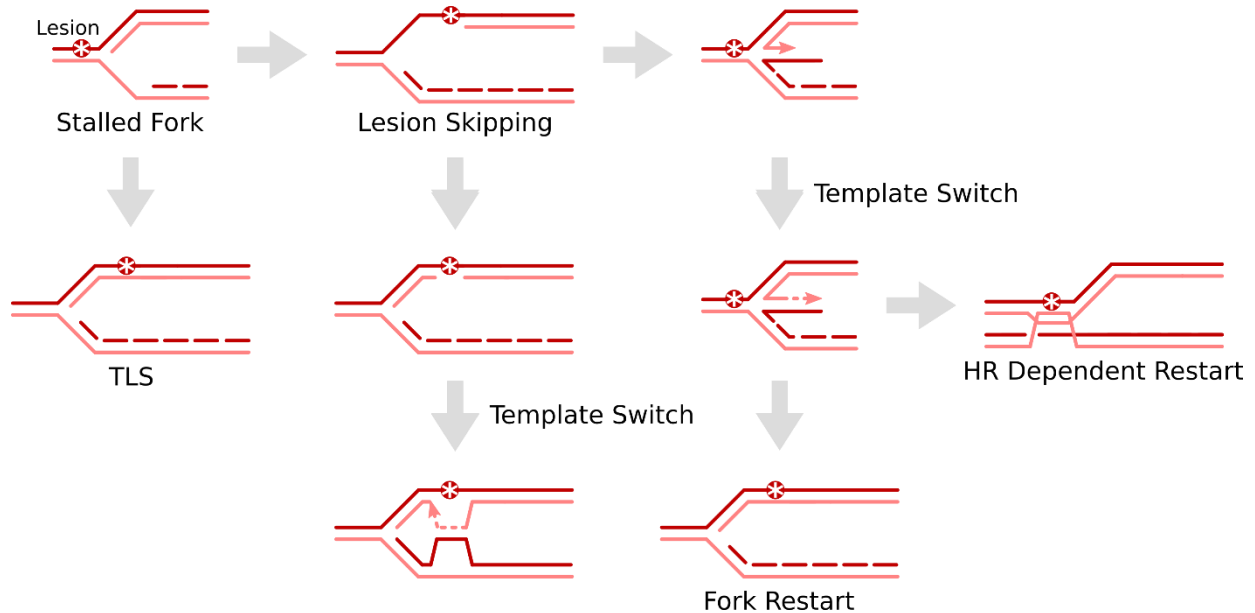 Lesion
Stalled Fork
Lesion Skipping
Template Switch
TLS
HR Dependent Restart
Template Switch
Fork Restart